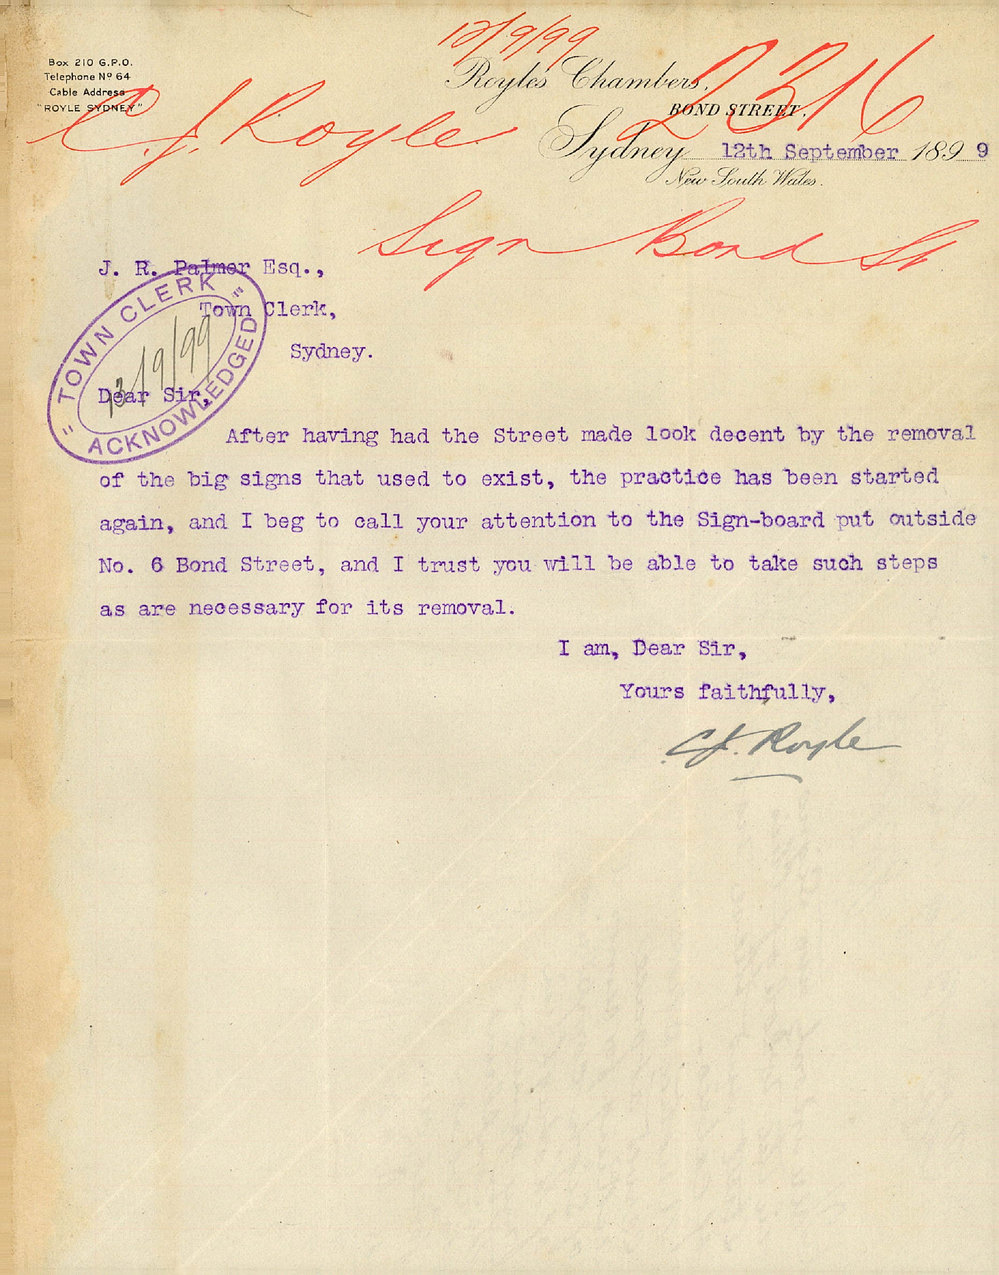 12/9/99
Box 210 G.P.O.
Telephone Nº 64
Cable Address
"ROYLE SYDNEY"
Royles Chambers,
BOND STREET.
2316
C. J. Royle
Sydney 12th September 1899
New South Wales.
Sign Bond St
J. R. Palmer Esq.,
Town Clerk,
Sydney.
"TOWN CLERK"
13/9/99
ACKNOWLEDGED
Dear Sir,
After having had the Street made look decent by the removal
of the big signs that used to exist, the practice has been started
again, and I beg to call your attention to the Sign-board put outside
No. 6 Bond Street, and I trust you will be able to take such steps
as are necessary for its removal.
I am, Dear Sir,
Yours faithfully,
C. J. Royle